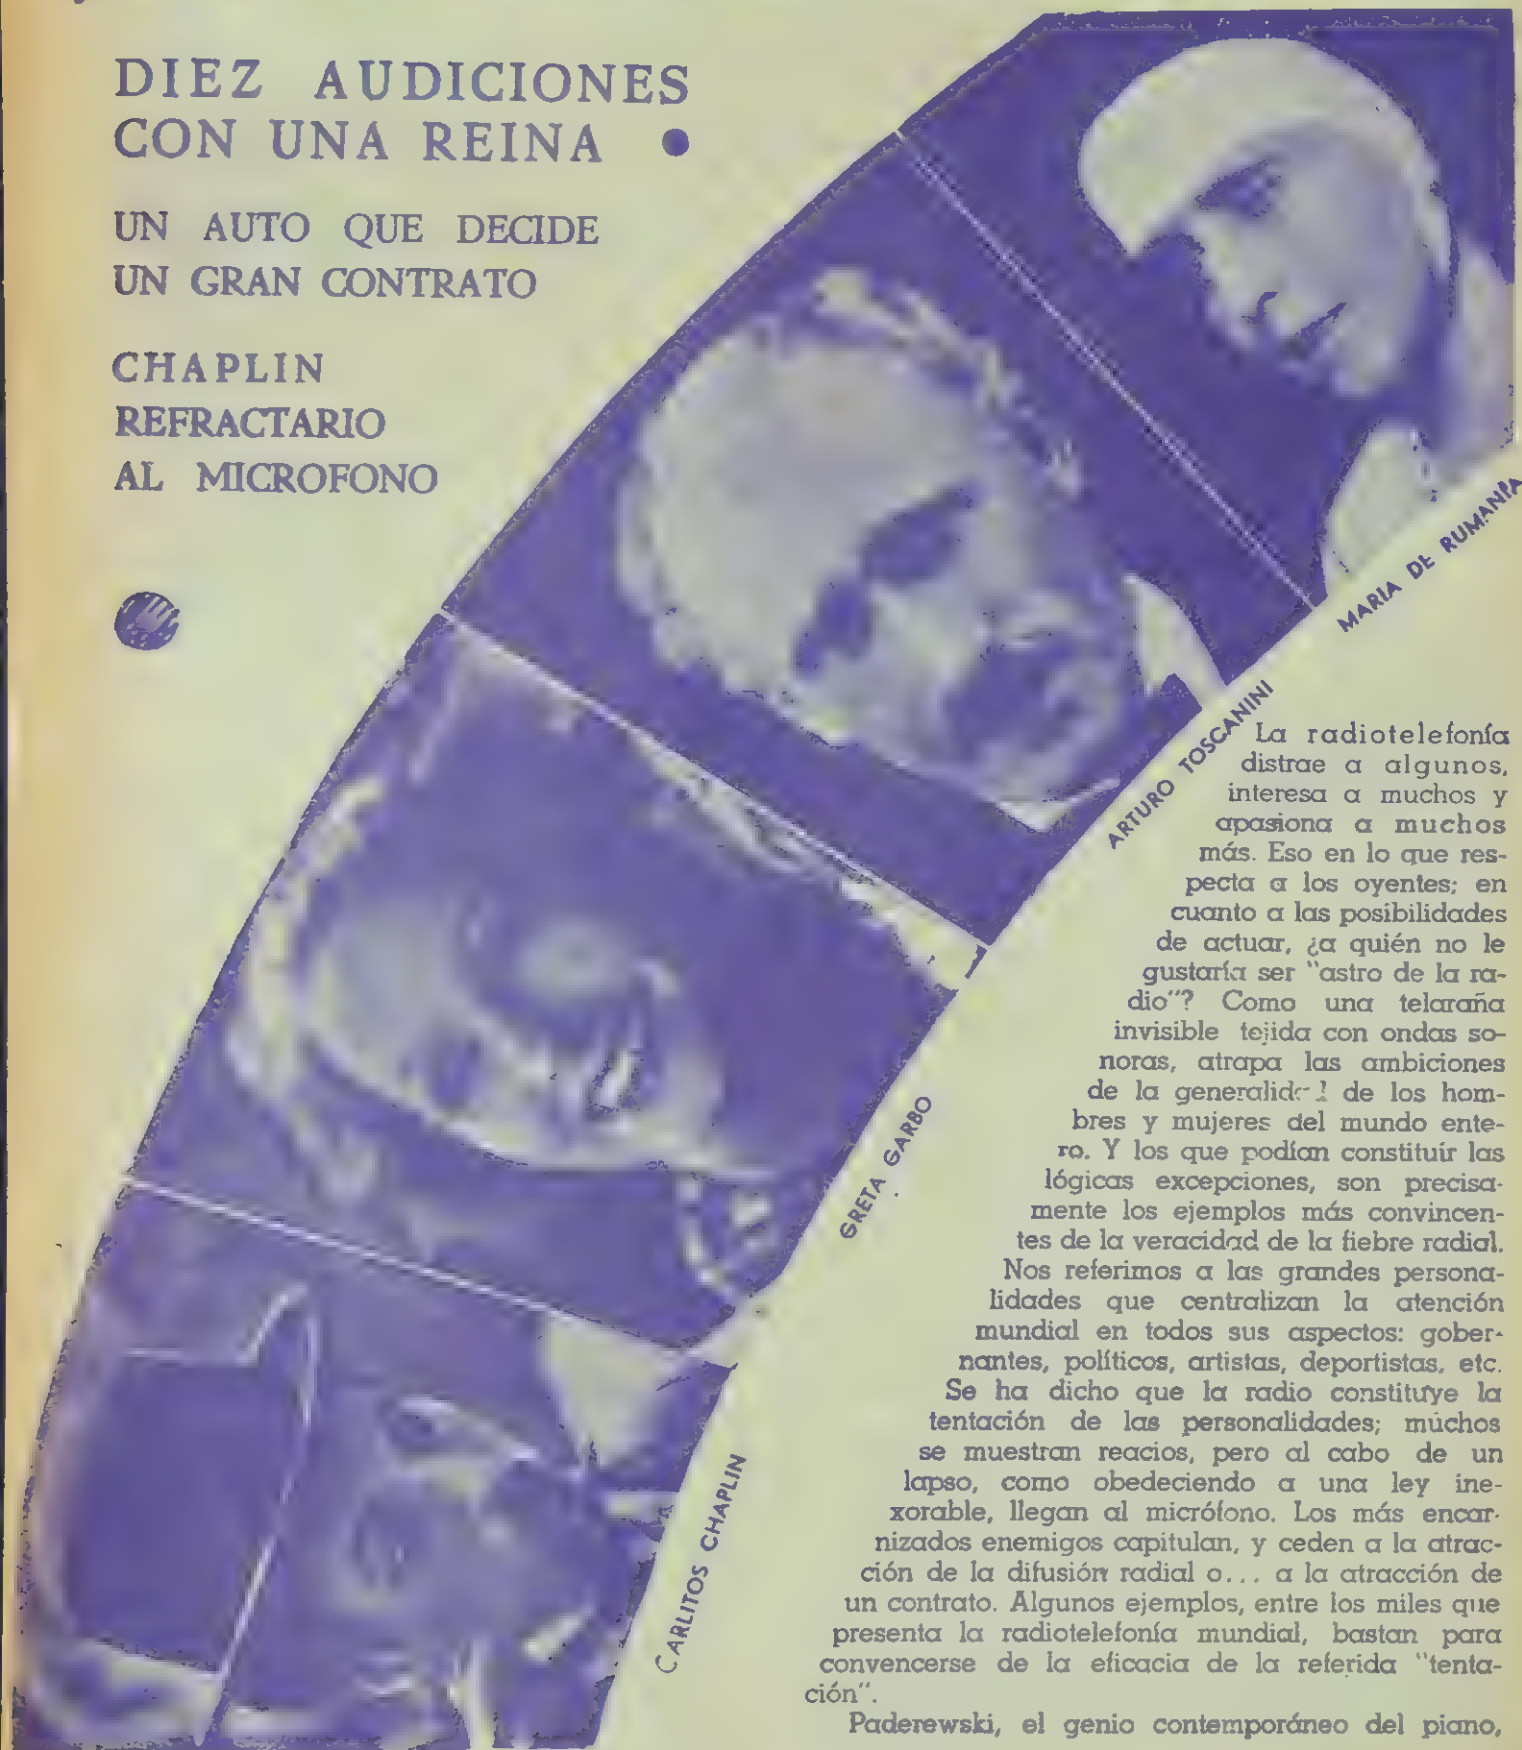 DIEZ AUDICIONES
CON UNA REINA •
UN AUTO QUE DECIDE
UN GRAN CONTRATO
CHAPLIN
REFRACTARIO
AL MICROFONO
MARIA DE RUMANIA
ARTURO TOSCANINI
GRETA GARBO
CARLITOS CHAPLIN
La radiotelefonía
distrae a algunos,
interesa a muchos y
apasiona a muchos
más. Eso en lo que res-
pecta a los oyentes; en
cuanto a las posibilidades
de actuar, ¿a quién no le
gustaría ser "astro de la ra-
dio"? Como una telaraña
invisible tejida con ondas so-
noras, atrapa las ambiciones
de la de los hom-
bres y mujeres del mundo ente-
ro. Y los que podían constituír las
lógicas excepciones, son precisa-
mente los ejemplos más convincen-
tes de la veracidad de la fiebre radial.
Nos referimos a las grandes persona-
lidades que centralizan la atención
mundial en todos sus aspectos: gober-
nantes, políticos, artistas, deportistas, etc.
Se ha dicho que la radio constituye la
tentación de las personalidades; muchos
se muestran reacios, pero al cabo de un
lapso, como obedeciendo a una ley ine-
xorable, llegan al micrófono. Los más encar-
nizados enemigos capitulan, y ceden a la atrac-
ción de la difusión radial o... a la atracción de
un contrato. Algunos ejemplos, entre los miles que
presenta la radiotelefonía mundial, bastan para
convencerse de la eficacia de la referida "tenta-
ción".
Paderewski, el genio contemporáneo del piano,